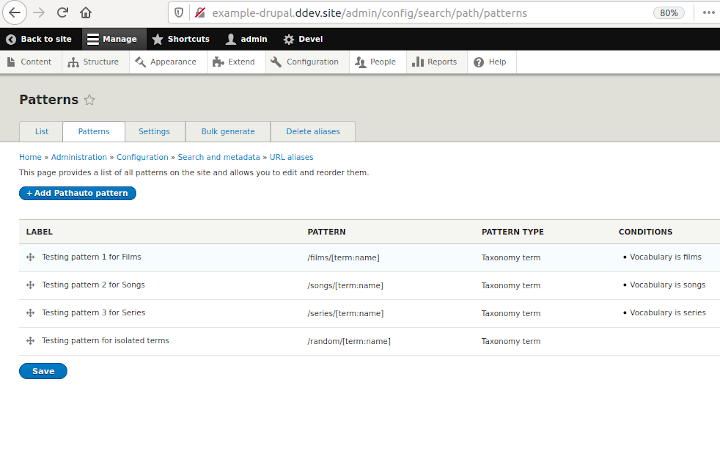 example-drupal.ddev.site/admin/config/search/path/patterns 80%
Back to site Manage Shortcuts admin Devel
Content Structure Appearance Extend Configuration People Reports Help
Patterns
List Patterns Settings Bulk generate Delete aliases
Home » Administration » Configuration » Search and metadata » URL aliases
This page provides a list of all patterns on the site and allows you to edit and reorder them.
+ Add Pathauto pattern
LABEL PATTERN PATTERN TYPE CONDITIONS
Testing pattern 1 for Films /films/[term:name] Taxonomy term • Vocabulary is films
Testing pattern 2 for Songs /songs/[term:name] Taxonomy term • Vocabulary is songs
Testing pattern 3 for Series /series/[term:name] Taxonomy term • Vocabulary is series
Testing pattern for isolated terms /random/[term:name] Taxonomy term
Save